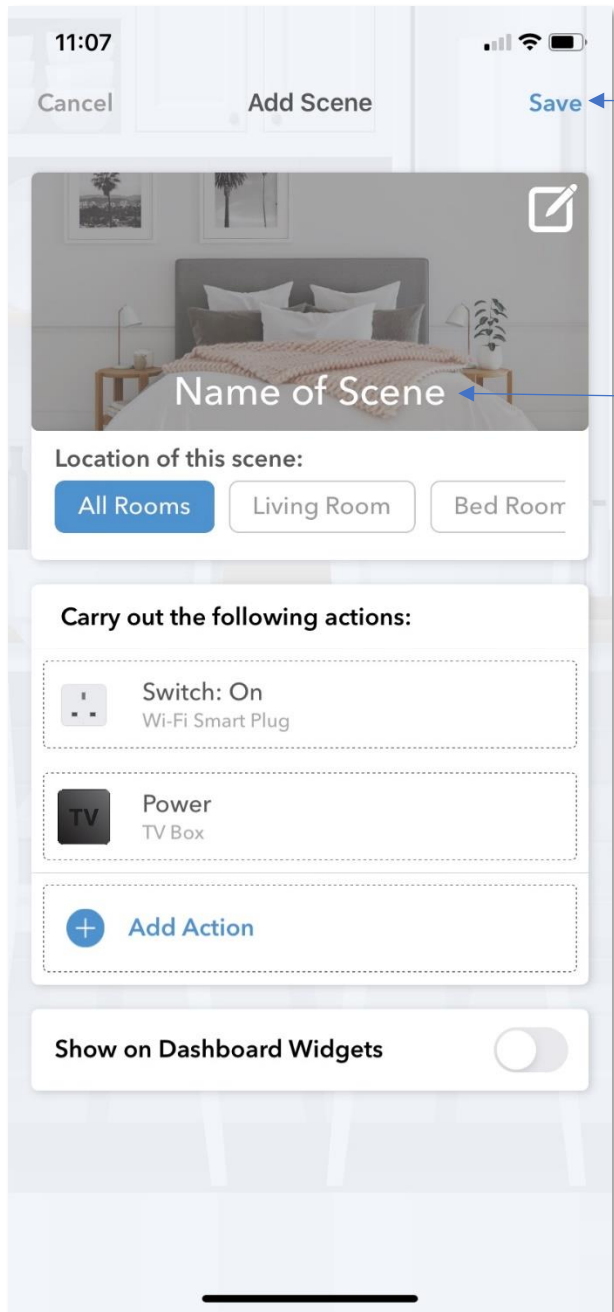 11:07
Cancel Add Scene Save
Name of Scene
Location of this scene:
All Rooms Living Room Bed Room
Carry out the following actions:
Switch: On
Wi-Fi Smart Plug
TV
Power
TV Box
Add Action
Show on Dashboard Widgets